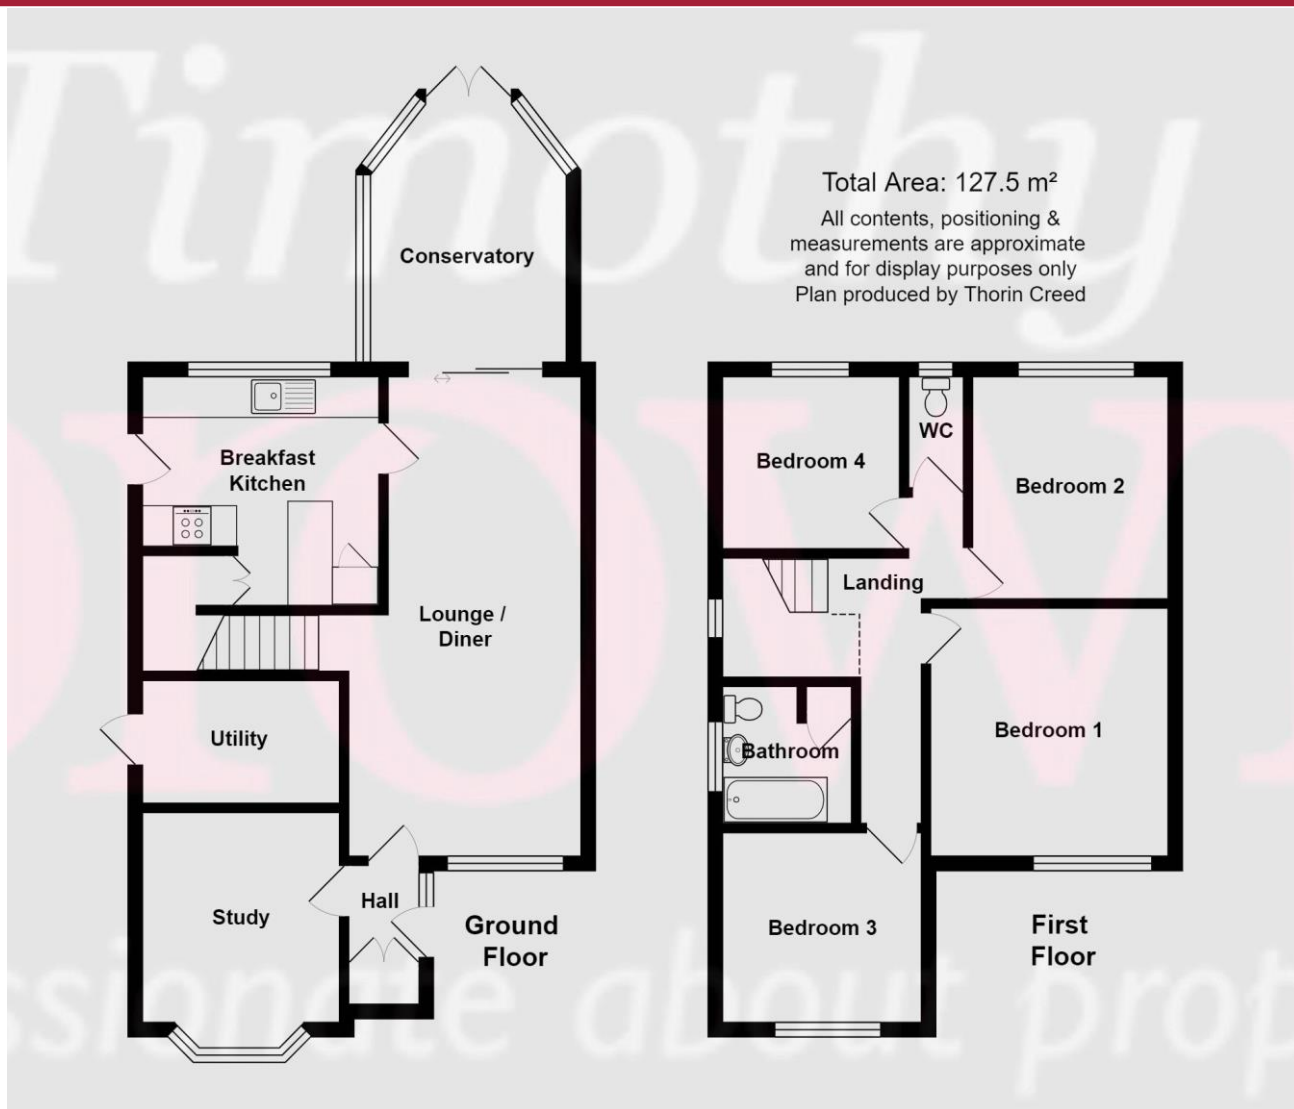 Timothy
Total Area: 127.5 m²
All contents, positioning &
measurements are approximate
and for display purposes only
Plan produced by Thorin Creed
Conservatory
Breakfast
Kitchen
Lounge /
Diner
Utility
Study
Hall
Ground
Floor
Bedroom 4
WC
Bedroom 2
Landing
Bedroom 1
Bathroom
Bedroom 3
First
Floor
about